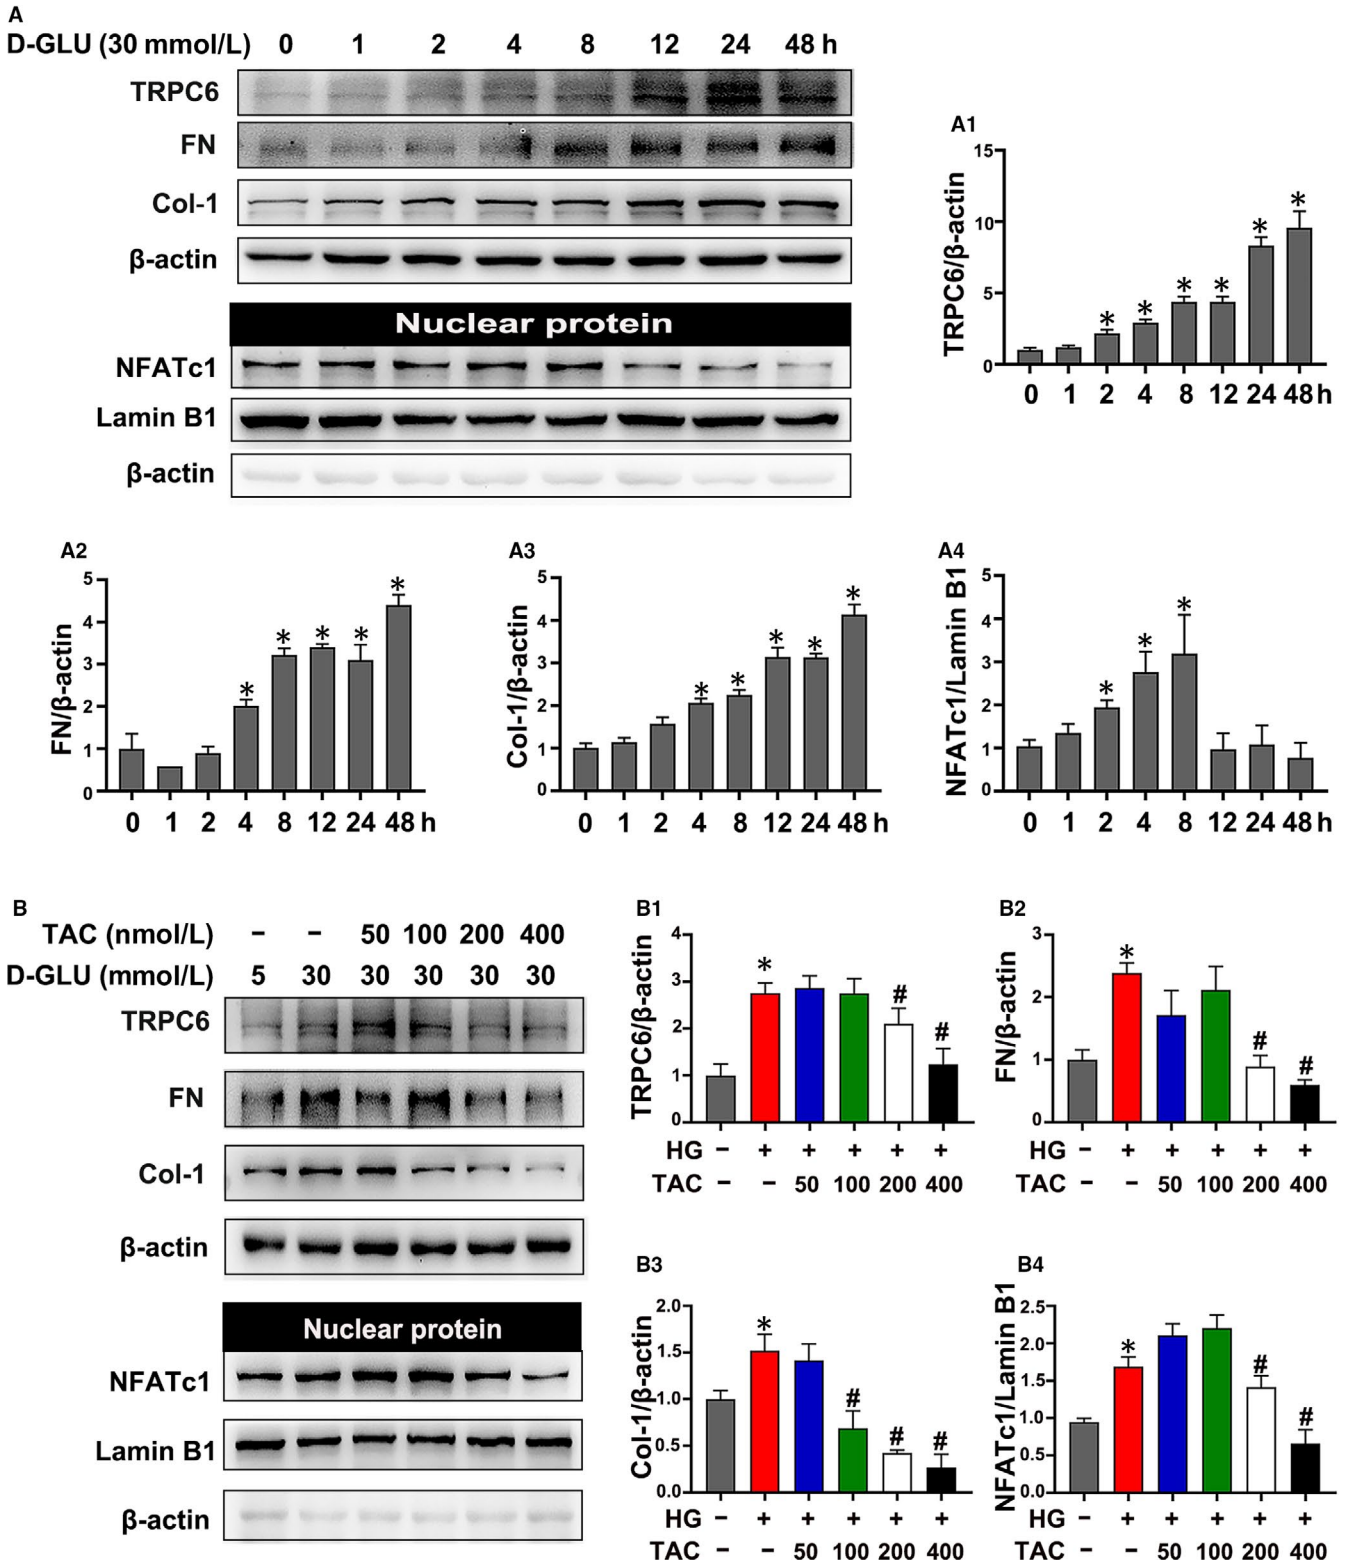 A
D-GLU (30 mmol/L) 0 1 2 4 8 12 24 48 h
TRPC6
FN
Col-1
β-actin
Nuclear protein
NFATc1
Lamin B1
β-actin
A1
TRPC6/β-actin
15
10
5
0
* * * * * *
0 1 2 4 8 12 24 48 h
A2
FN/β-actin
5
4
3
2
1
0
* * * * *
0 1 2 4 8 12 24 48 h
A3
Col-1/β-actin
5
4
3
2
1
0
* * * * *
0 1 2 4 8 12 24 48 h
A4
NFATc1/Lamin B1
5
4
3
2
1
0
* * *
0 1 2 4 8 12 24 48 h
B
TAC (nmol/L) – – 50 100 200 400
D-GLU (mmol/L) 5 30 30 30 30 30
TRPC6
FN
Col-1
β-actin
Nuclear protein
NFATc1
Lamin B1
β-actin
B1
TRPC6/β-actin
4
3
2
1
0
* # #
HG – + + + + +
TAC – – 50 100 200 400
B2
FN/β-actin
3
2
1
0
* # #
HG – + + + + +
TAC – – 50 100 200 400
B3
Col-1/β-actin
2.0
1.5
1.0
0.5
0.0
* # # #
HG – + + + + +
TAC – – 50 100 200 400
B4
NFATc1/Lamin B1
2.5
2.0
1.5
1.0
0.5
0.0
* # #
HG – + + + + +
TAC – – 50 100 200 400